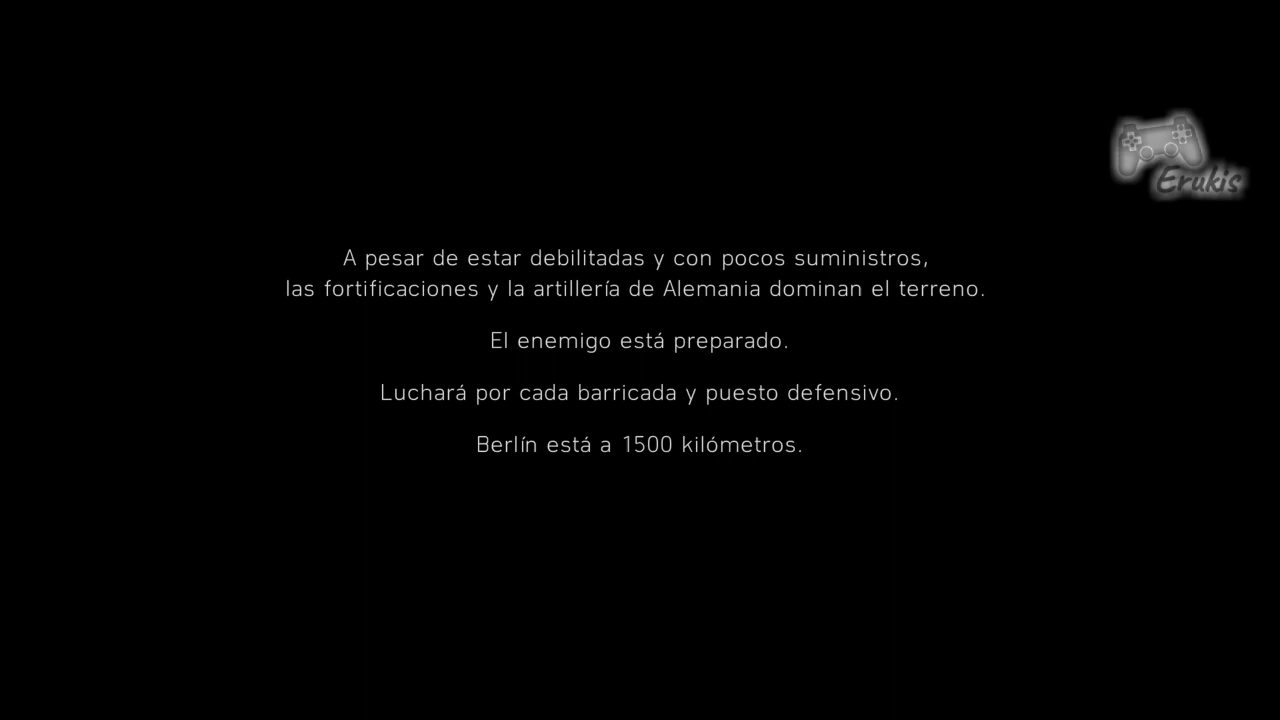 Erukis
A pesar de estar debilitadas y con pocos suministros,
las fortificaciones y la artillería de Alemania dominan el terreno.
El enemigo está preparado.
Luchará por cada barricada y puesto defensivo.
Berlín está a 1500 kilómetros.